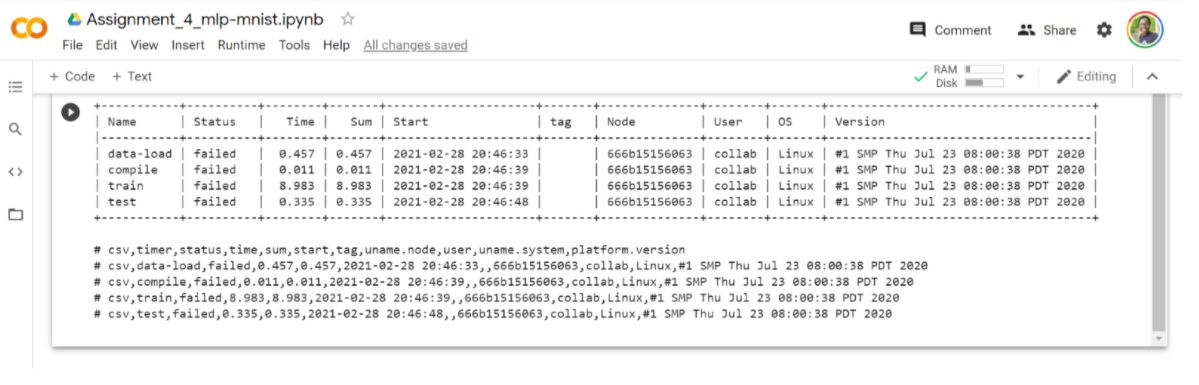 Assignment_4_mlp-mnist.ipynb
File Edit View Insert Runtime Tools Help All changes saved
Comment Share
+ Code + Text
RAM
Disk
Editing
+-----------+--------+-------+-------+---------------------+-----+--------------+--------+-------+-------------------------------------+
| Name | Status | Time | Sum | Start | tag | Node | User | OS | Version |
|-----------+--------+-------+-------+---------------------+-----+--------------+--------+-------+-------------------------------------|
| data-load | failed | 0.457 | 0.457 | 2021-02-28 20:46:33 | | 666b15156063 | collab | Linux | #1 SMP Thu Jul 23 08:00:38 PDT 2020 |
| compile | failed | 0.011 | 0.011 | 2021-02-28 20:46:39 | | 666b15156063 | collab | Linux | #1 SMP Thu Jul 23 08:00:38 PDT 2020 |
| train | failed | 8.983 | 8.983 | 2021-02-28 20:46:39 | | 666b15156063 | collab | Linux | #1 SMP Thu Jul 23 08:00:38 PDT 2020 |
| test | failed | 0.335 | 0.335 | 2021-02-28 20:46:48 | | 666b15156063 | collab | Linux | #1 SMP Thu Jul 23 08:00:38 PDT 2020 |
+-----------+--------+-------+-------+---------------------+-----+--------------+--------+-------+-------------------------------------+
# csv,timer,status,time,sum,start,tag,uname.node,user,uname.system,platform.version
# csv,data-load,failed,0.457,0.457,2021-02-28 20:46:33,,666b15156063,collab,Linux,#1 SMP Thu Jul 23 08:00:38 PDT 2020
# csv,compile,failed,0.011,0.011,2021-02-28 20:46:39,,666b15156063,collab,Linux,#1 SMP Thu Jul 23 08:00:38 PDT 2020
# csv,train,failed,8.983,8.983,2021-02-28 20:46:39,,666b15156063,collab,Linux,#1 SMP Thu Jul 23 08:00:38 PDT 2020
# csv,test,failed,0.335,0.335,2021-02-28 20:46:48,,666b15156063,collab,Linux,#1 SMP Thu Jul 23 08:00:38 PDT 2020